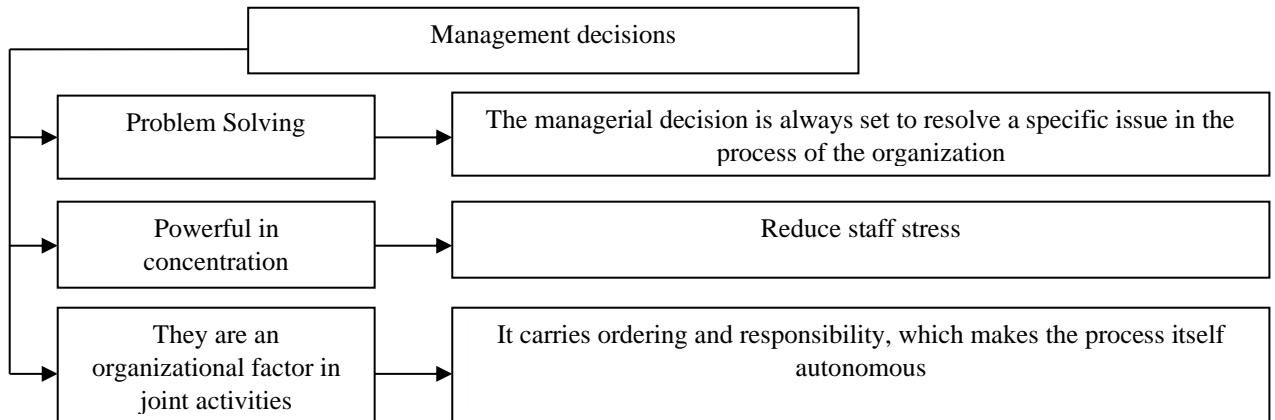 Management decisions
Problem Solving
The managerial decision is always set to resolve a specific issue in the
process of the organization
Powerful in
concentration
Reduce staff stress
They are an
organizational factor in
joint activities
It carries ordering and responsibility, which makes the process itself
autonomous